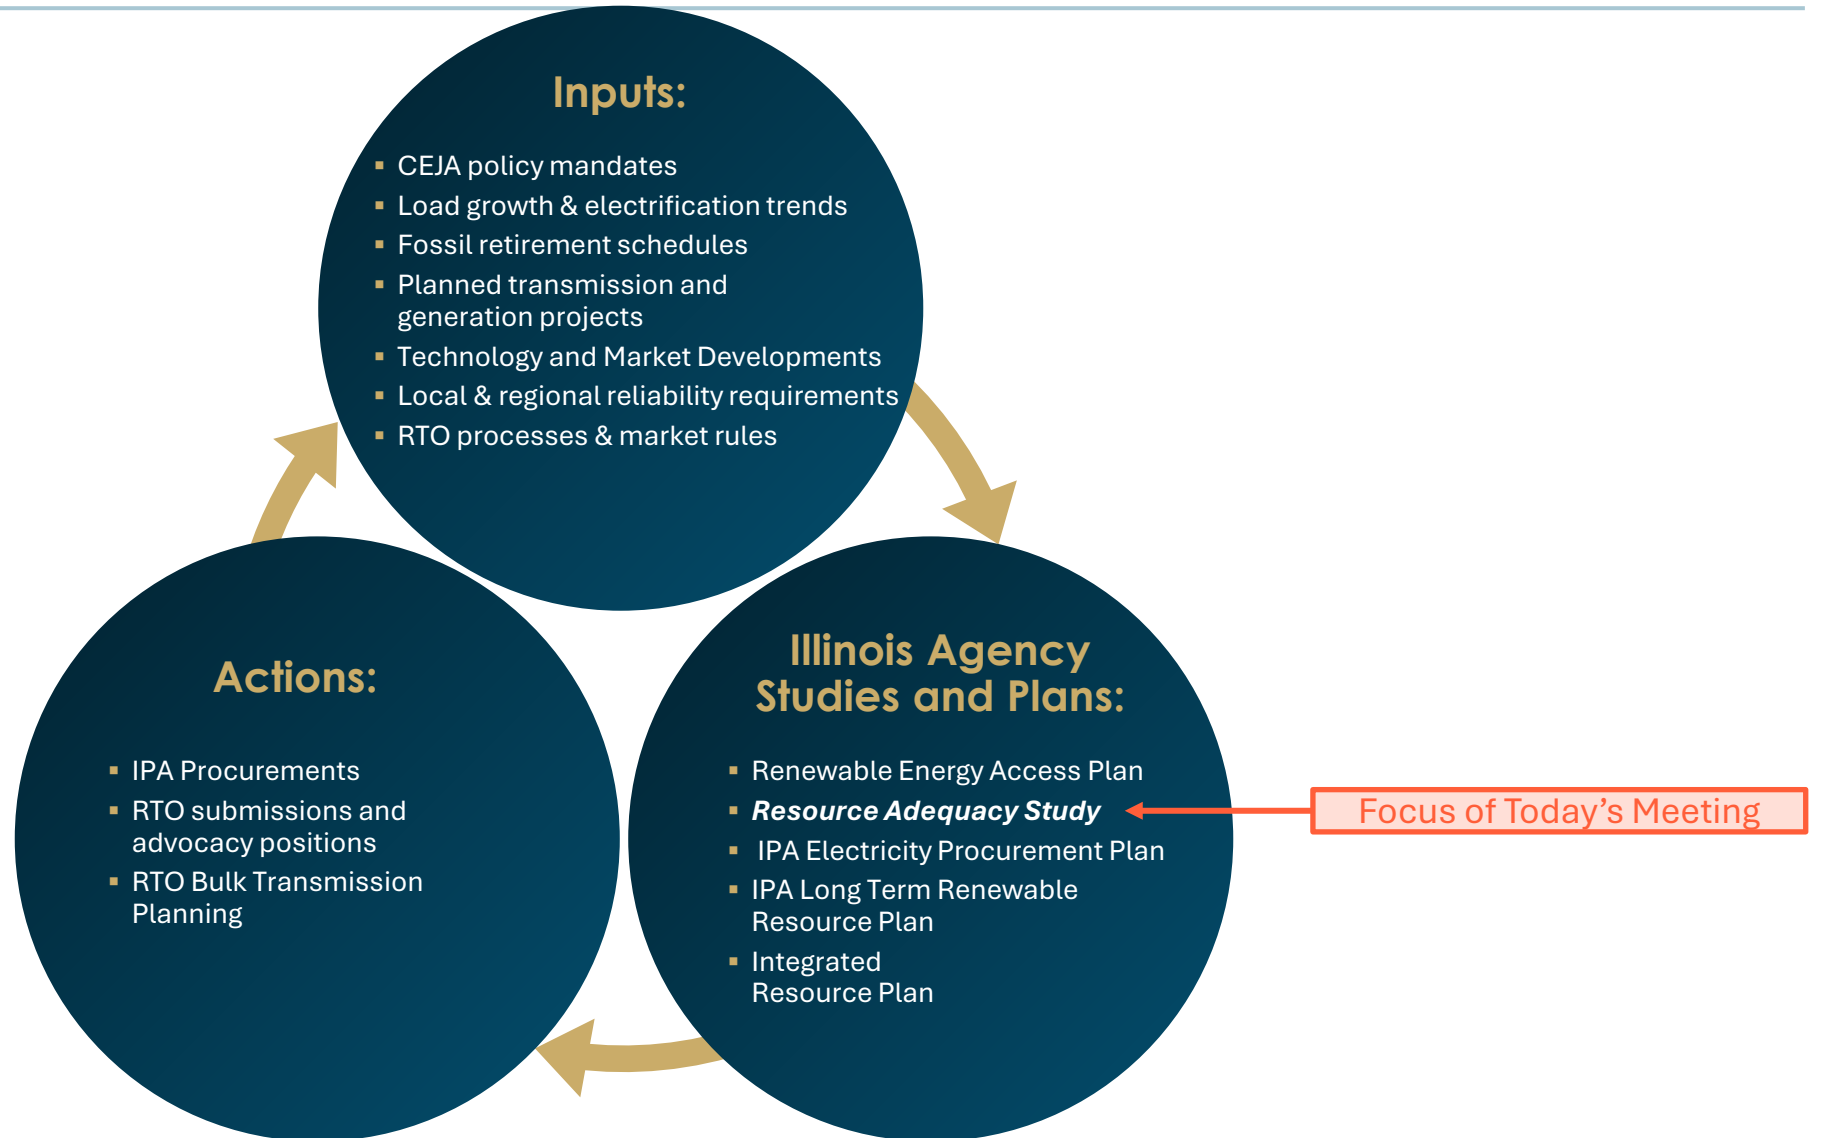 Inputs:
▪ CEJA policy mandates
▪ Load growth & electrification trends
▪ Fossil retirement schedules
▪ Planned transmission and
generation projects
▪ Technology and Market Developments
▪ Local & regional reliability requirements
▪ RTO processes & market rules
Illinois Agency
Studies and Plans:
▪ Renewable Energy Access Plan
▪ Resource Adequacy Study
▪ IPA Electricity Procurement Plan
▪ IPA Long Term Renewable
Resource Plan
▪ Integrated
Resource Plan
Focus of Today’s Meeting
Actions:
▪ IPA Procurements
▪ RTO submissions and
advocacy positions
▪ RTO Bulk Transmission
Planning